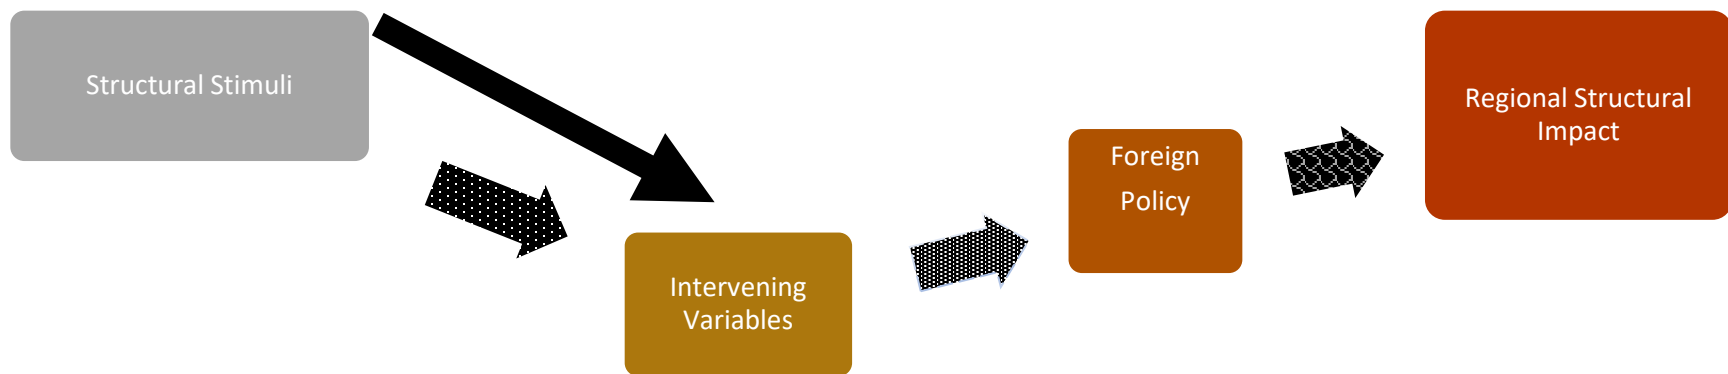 Structural Stimuli
Intervening
Variables
Foreign
Policy
Regional Structural
Impact